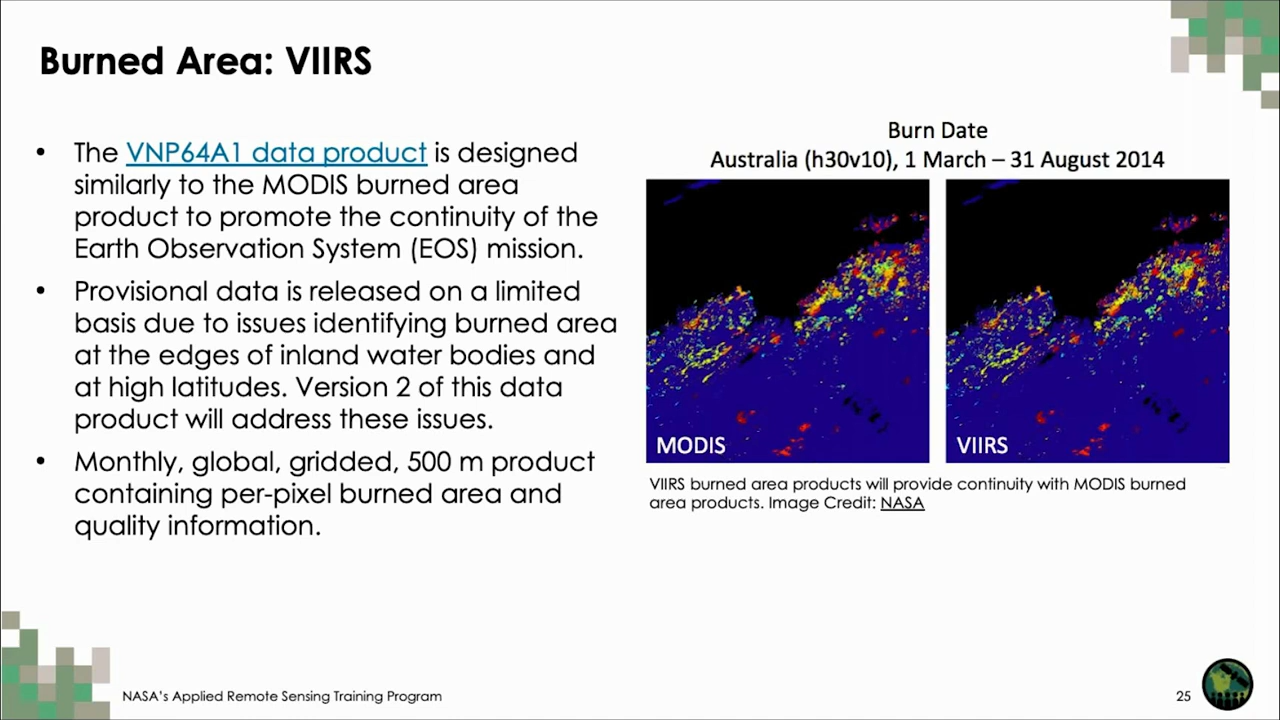 Burned Area: VIIRS
• The VNP64A1 data product is designed
similarly to the MODIS burned area
product to promote the continuity of the
Earth Observation System (EOS) mission.
• Provisional data is released on a limited
basis due to issues identifying burned area
at the edges of inland water bodies and
at high latitudes. Version 2 of this data
product will address these issues.
• Monthly, global, gridded, 500 m product
containing per-pixel burned area and
quality information.
Burn Date
Australia (h30v10), 1 March – 31 August 2014
MODIS
VIIRS
VIIRS burned area products will provide continuity with MODIS burned
area products. Image Credit: NASA
NASA's Applied Remote Sensing Training Program
25